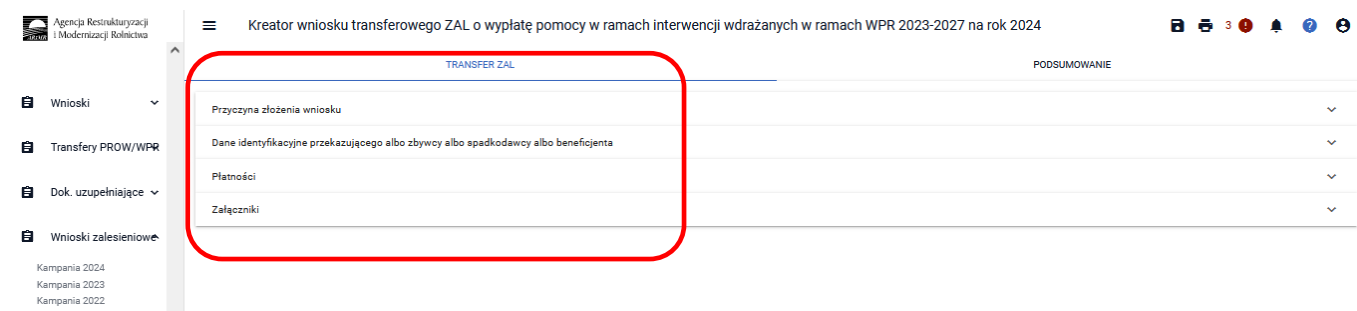 Agencja Restrukturyzacji
i Modernizacji Rolnictwa
ARiMR
Kreator wniosku transferowego ZAL o wypłatę pomocy w ramach interwencji wdrażanych w ramach WPR 2023-2027 na rok 2024
3
TRANSFER ZAL
PODSUMOWANIE
Wnioski
Transfery PROW/WPR
Dok. uzupełniające
Wnioski zalesieniowe
Kampania 2024
Kampania 2023
Kampania 2022
Przyczyna złożenia wniosku
Dane identyfikacyjne przekazującego albo zbywcy albo spadkodawcy albo beneficjenta
Płatności
Załączniki